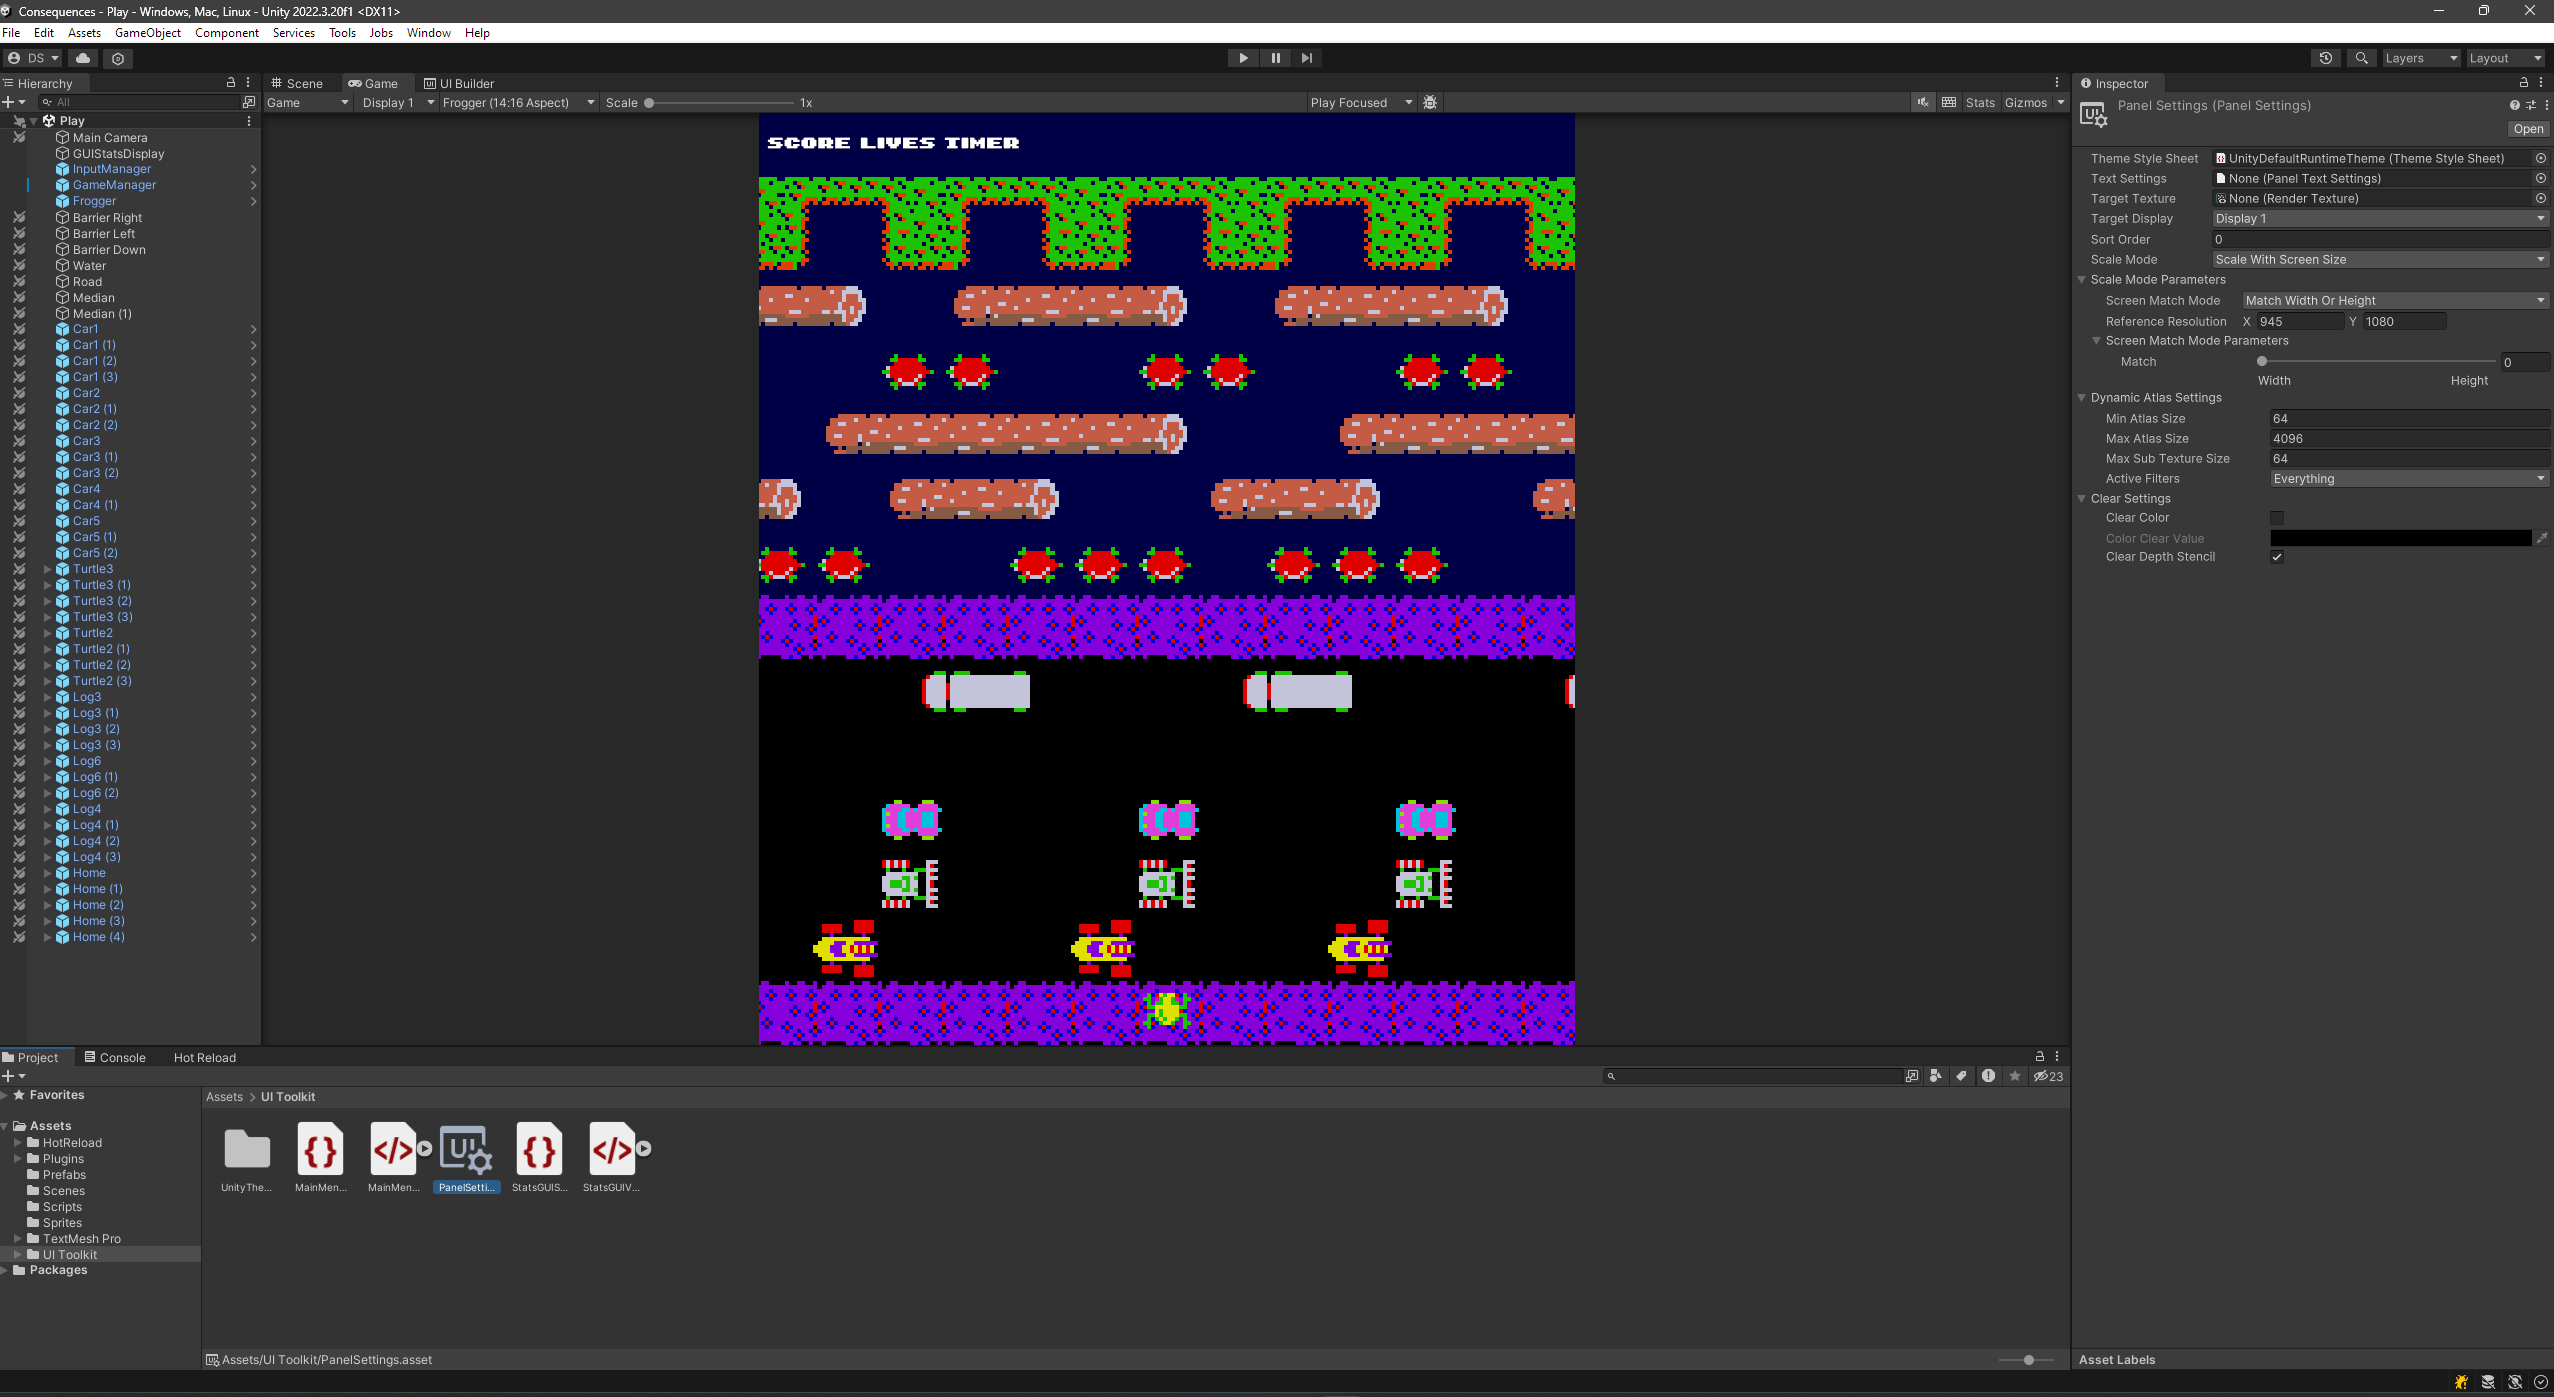 Consequences - Play - Windows, Mac, Linux - Unity 2022.3.20f1 <DX11>
File Edit Assets GameObject Component Services Tools Jobs Window Help
DS
Layers Layout
Hierarchy
All
Play
Main Camera
GUIStatsDisplay
InputManager
GameManager
Frogger
Barrier Right
Barrier Left
Barrier Down
Water
Road
Median
Median (1)
Car1
Car1 (1)
Car1 (2)
Car1 (3)
Car2
Car2 (1)
Car2 (2)
Car3
Car3 (1)
Car3 (2)
Car4
Car4 (1)
Car5
Car5 (1)
Car5 (2)
Turtle3
Turtle3 (1)
Turtle3 (2)
Turtle3 (3)
Turtle2
Turtle2 (1)
Turtle2 (2)
Turtle2 (3)
Log3
Log3 (1)
Log3 (2)
Log3 (3)
Log6
Log6 (1)
Log6 (2)
Log4
Log4 (1)
Log4 (2)
Log4 (3)
Home
Home (1)
Home (2)
Home (3)
Home (4)
Scene Game UI Builder
Game Display 1 Frogger (14:16 Aspect) Scale 1x Play Focused Stats Gizmos
SCORE LIVES TIMER
Inspector
Panel Settings (Panel Settings)
Open
Theme Style Sheet UnityDefaultRuntimeTheme (Theme Style Sheet)
Text Settings None (Panel Text Settings)
Target Texture None (Render Texture)
Target Display Display 1
Sort Order 0
Scale Mode Scale With Screen Size
Scale Mode Parameters
Screen Match Mode Match Width Or Height
Reference Resolution X 945 Y 1080
Screen Match Mode Parameters
Match 0
Width Height
Dynamic Atlas Settings
Min Atlas Size 64
Max Atlas Size 4096
Max Sub Texture Size 64
Active Filters Everything
Clear Settings
Clear Color
Color Clear Value
Clear Depth Stencil
Project Console Hot Reload
23
Favorites
Assets
HotReload
Plugins
Prefabs
Scenes
Scripts
Sprites
TextMesh Pro
UI Toolkit
Packages
Assets > UI Toolkit
UnityThe... MainMen... MainMen... PanelSetti... StatsGUIS... StatsGUIV...
Assets/UI Toolkit/PanelSettings.asset
Asset Labels